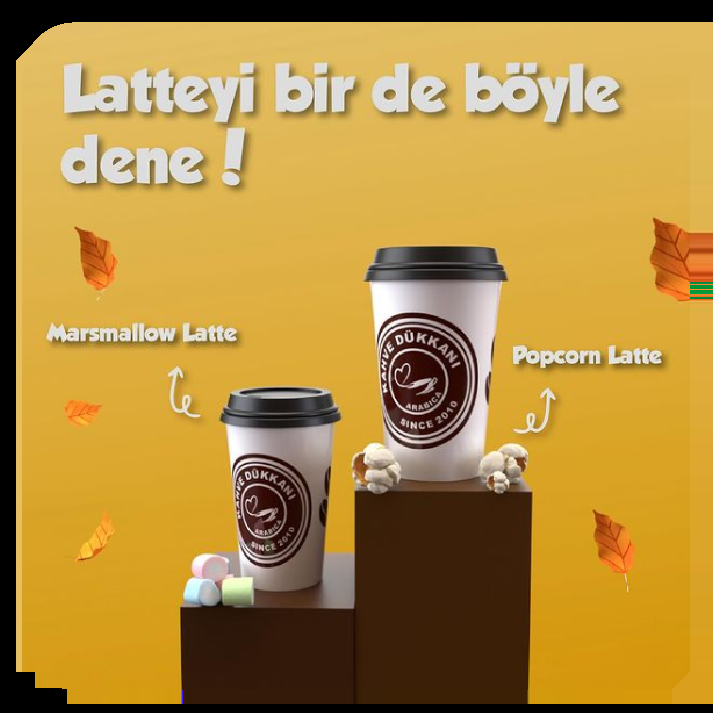 Latteyi bir de böyle
dene !
Marsmallow Latte
Popcorn Latte
KAHVE DÜKKANI
ARABICA
SINCE 2010
KAHVE DÜKKANI
ARABICA
SINCE 2010